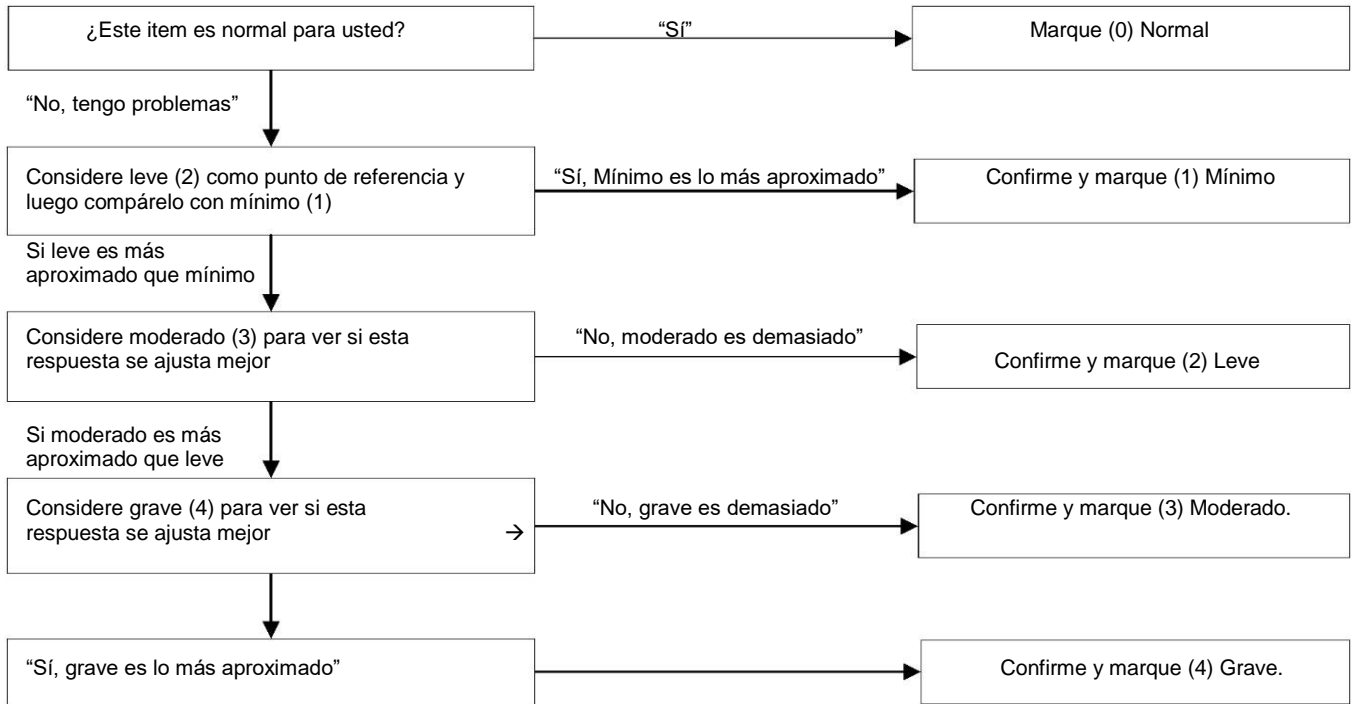 ¿Este item es normal para usted?
“Sí”
Marque (0) Normal
“No, tengo problemas”
Considere leve (2) como punto de referencia y
luego compárelo con mínimo (1)
“Sí, Mínimo es lo más aproximado”
Confirme y marque (1) Mínimo
Si leve es más
aproximado que mínimo
Considere moderado (3) para ver si esta
respuesta se ajusta mejor
“No, moderado es demasiado”
Confirme y marque (2) Leve
Si moderado es más
aproximado que leve
Considere grave (4) para ver si esta
respuesta se ajusta mejor →
“No, grave es demasiado”
Confirme y marque (3) Moderado.
“Sí, grave es lo más aproximado”
Confirme y marque (4) Grave.